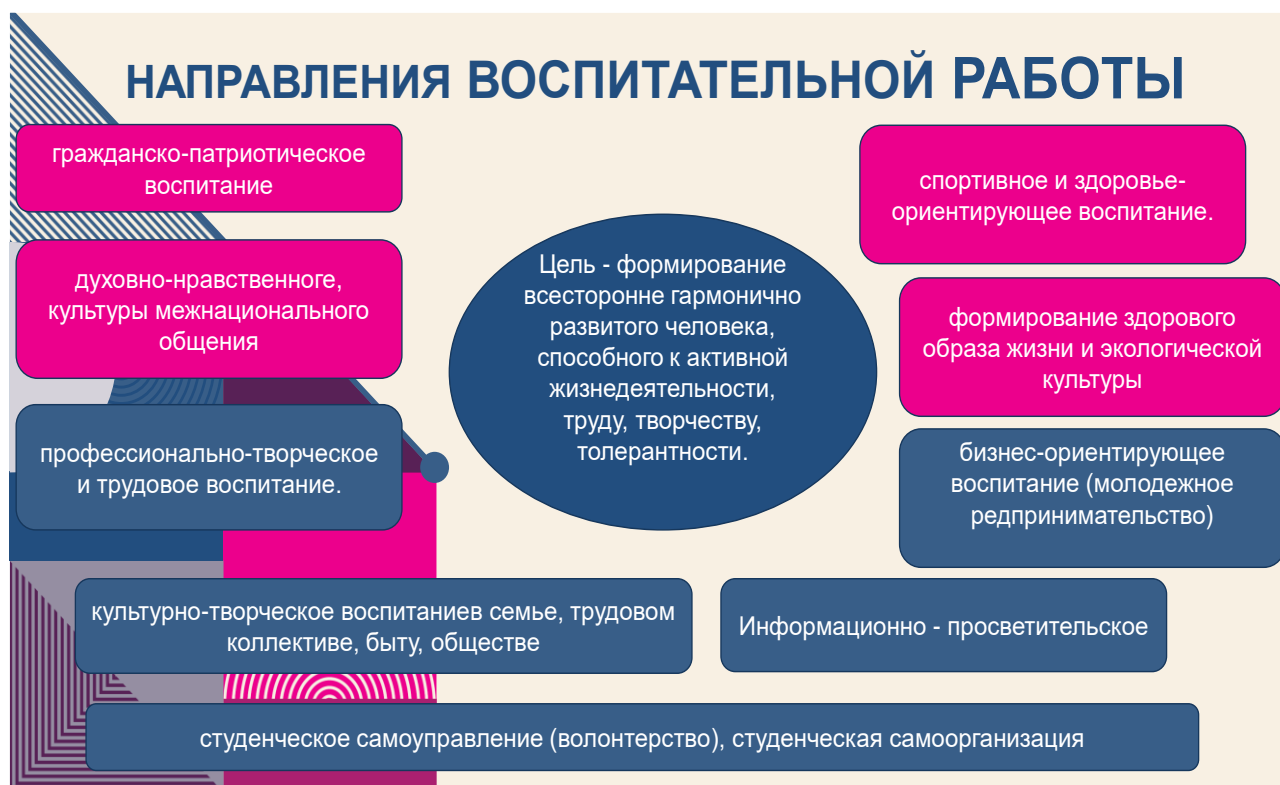 НАПРАВЛЕНИЯ ВОСПИТАТЕЛЬНОЙ РАБОТЫ
гражданско-патриотическое
воспитание
духовно-нравственноге,
культуры межнационального
общения
профессионально-творческое
и трудовое воспитание.
Цель - формирование
всесторонне гармонично
развитого человека,
способного к активной
жизнедеятельности,
труду, творчеству,
толерантности.
спортивное и здоровье-
ориентирующее воспитание.
формирование здорового
образа жизни и экологической
культуры
бизнес-ориентирующее
воспитание (молодежное
редпринимательство)
культурно-творческое воспитаниев семье, трудовом
коллективе, быту, обществе
Информационно - просветительское
студенческое самоуправление (волонтерство), студенческая самоорганизация